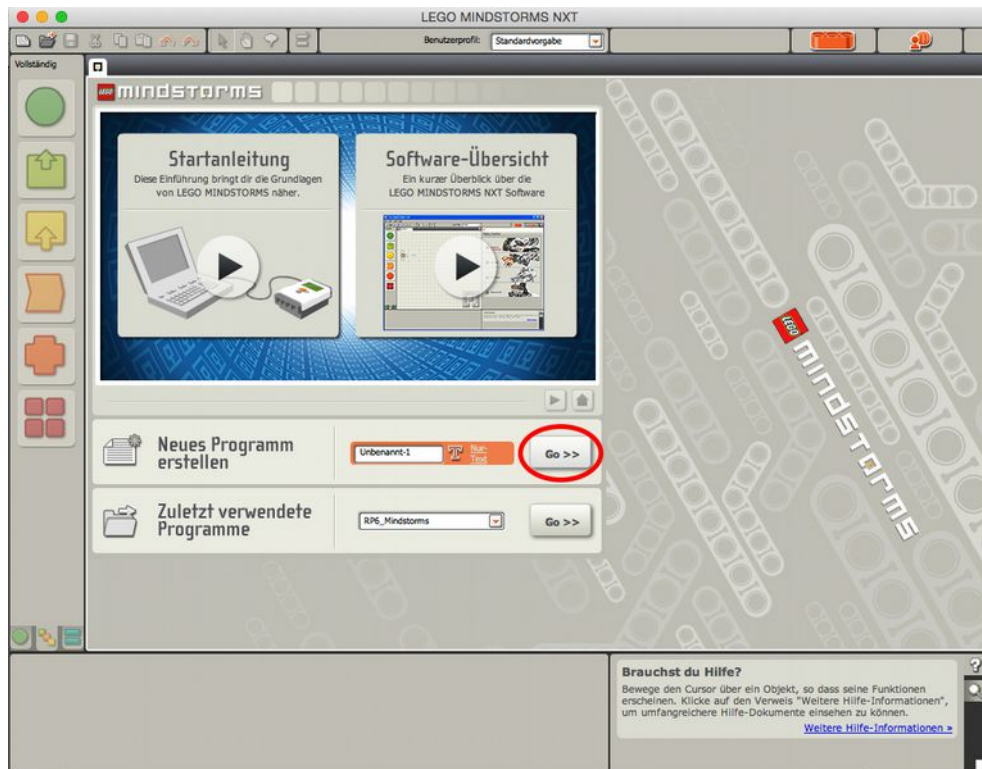 LEGO MINDSTORMS NXT
Benutzerprofil: Standardvorgabe
Vollständig
LEGO mindstorms
Startanleitung
Diese Einführung bringt dir die Grundlagen
von LEGO MINDSTORMS näher.
Software-Übersicht
Ein kurzer Überblick über die
LEGO MINDSTORMS NXT Software
Neues Programm
erstellen
Unbenannt-1
T
Nur-
Text
Go >>
Zuletzt verwendete
Programme
RP6_Mindstorms
Go >>
LEGO mindstorms
Brauchst du Hilfe?
Bewege den Cursor über ein Objekt, so dass seine Funktionen
erscheinen. Klicke auf den Verweis "Weitere Hilfe-Informationen",
um umfangreichere Hilfe-Dokumente einsehen zu können.
Weitere Hilfe-Informationen »
?